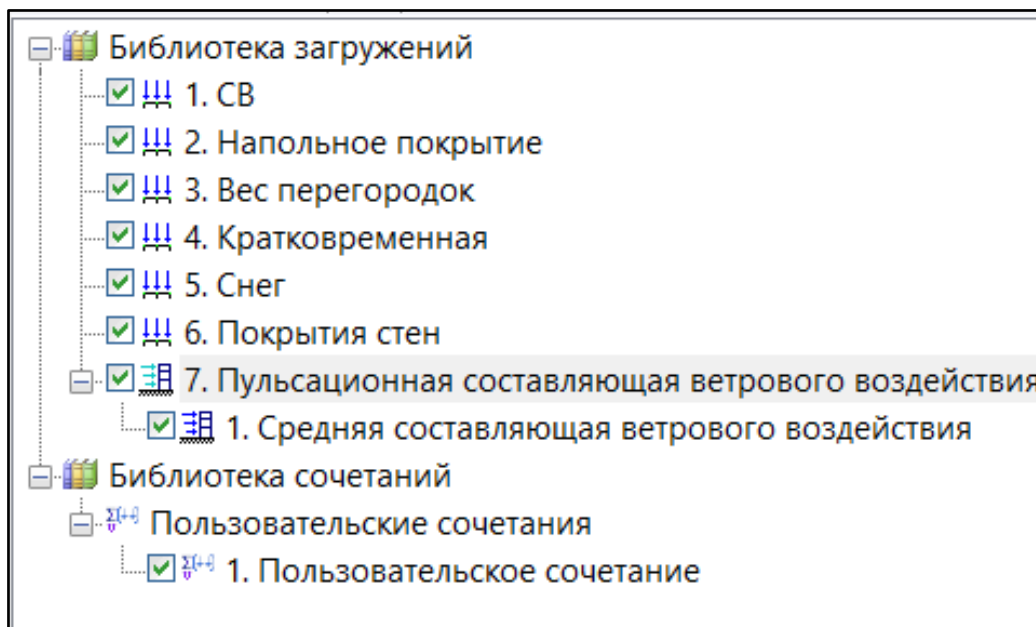 Библиотека загружений
1. СВ
2. Напольное покрытие
3. Вес перегородок
4. Кратковременная
5. Снег
6. Покрытия стен
7. Пульсационная составляющая ветрового воздействия
1. Средняя составляющая ветрового воздействия
Библиотека сочетаний
Пользовательские сочетания
1. Пользовательское сочетание